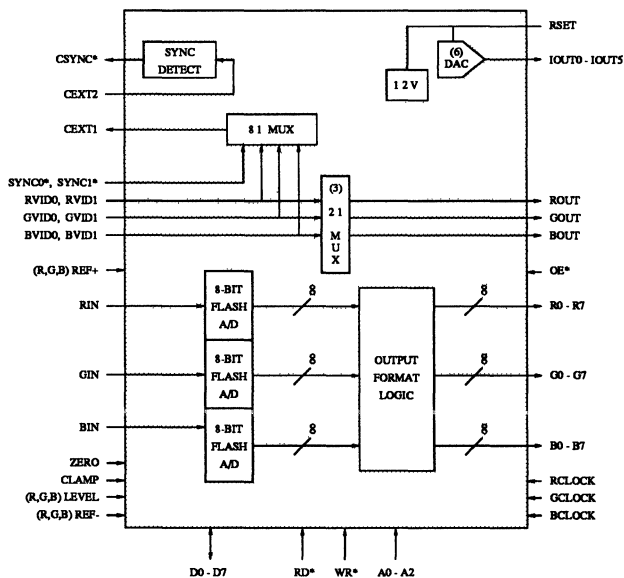 RSET
(6)
DAC
IOUT0 - IOUT5
1 2 V
CSYNC*
SYNC
DETECT
CEXT2
CEXT1
8 1 MUX
SYNC0*, SYNC1*
RVID0, RVID1
GVID0, GVID1
BVID0, BVID1
(3)
2 1
M
U
X
ROUT
GOUT
BOUT
(R,G,B) REF+
OE*
RIN
8-BIT
FLASH
A/D
8
8
R0 - R7
GIN
8-BIT
FLASH
A/D
8
OUTPUT
FORMAT
LOGIC
8
G0 - G7
BIN
8-BIT
FLASH
A/D
8
8
B0 - B7
ZERO
CLAMP
(R,G,B) LEVEL
(R,G,B) REF-
RCLOCK
GCLOCK
BCLOCK
D0 - D7
RD*
WR*
A0 - A2